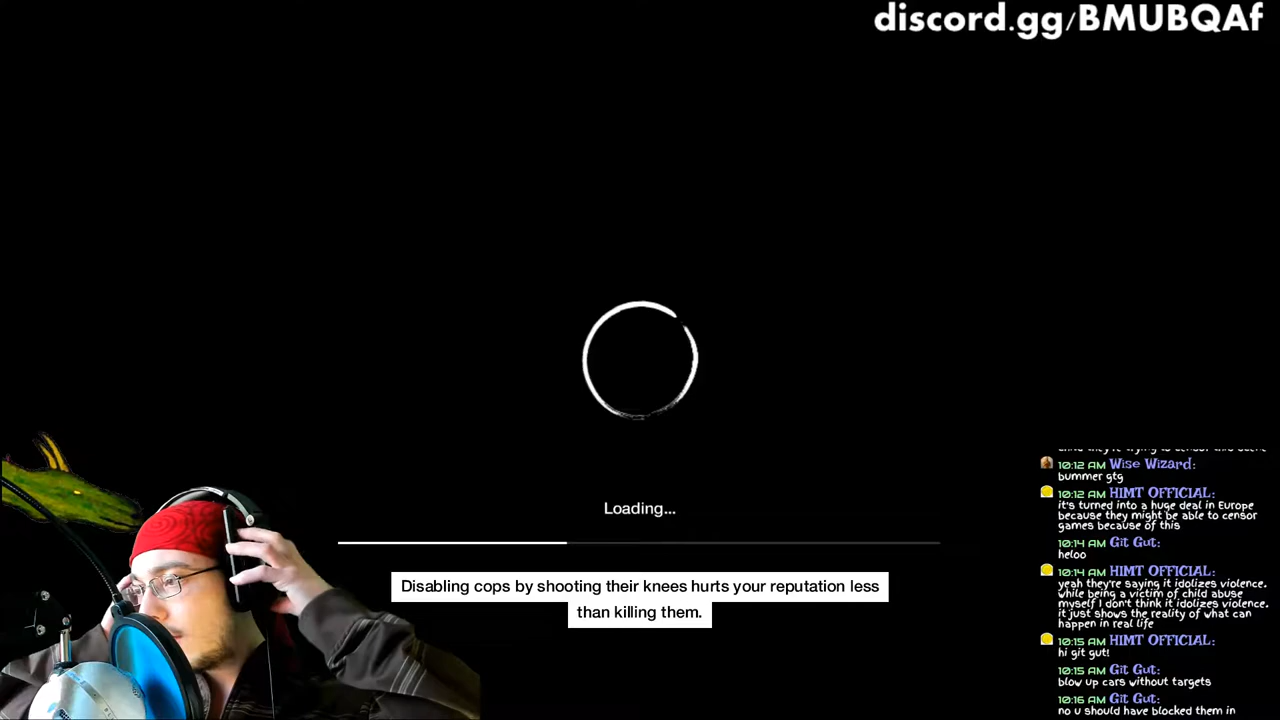 discord.gg/BMUBQAf
Loading...
Disabling cops by shooting their knees hurts your reputation less
than killing them.
10:12 AM Wise Wizard:
bummer gtg
10:12 AM HIMT OFFICIAL:
it's turned into a huge deal in Europe
because they might be able to censor
games because of this
10:14 AM Git Gut:
heloo
10:14 AM HIMT OFFICIAL:
yeah they're saying it idolizes violence.
while being a victim of child abuse
myself I don't think it idolizes violence.
it just shows the reality of what can
happen in real life
10:15 AM HIMT OFFICIAL:
hi git gut!
10:15 AM Git Gut:
blow up cars without targets
10:16 AM Git Gut:
no u should have blocked them in